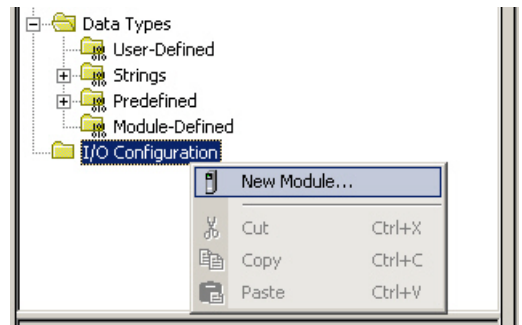 Data Types
User-Defined
Strings
Predefined
Module-Defined
I/O Configuration
New Module...
Cut Ctrl+X
Copy Ctrl+C
Paste Ctrl+V